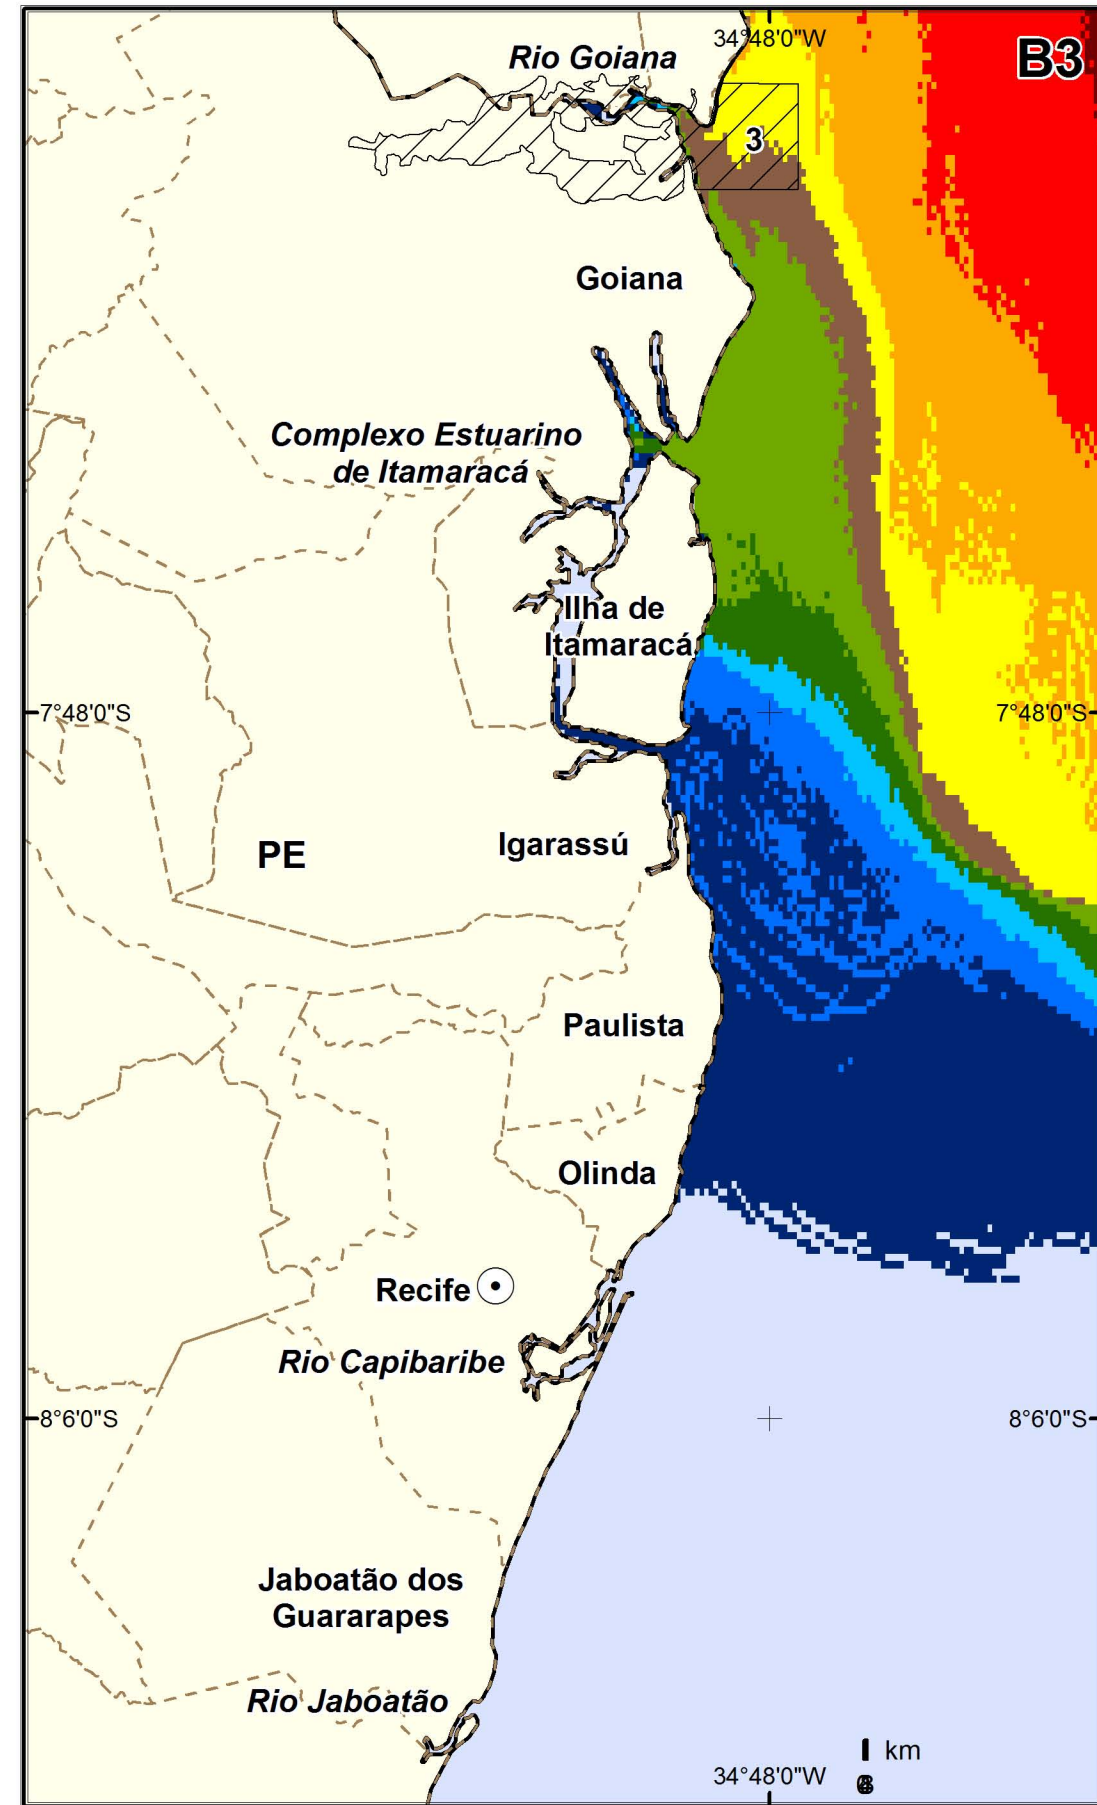 34°48'0"W
B3
Rio Goiana
3
Goiana
Complexo Estuarino
de Itamaracá
Ilha de
Itamaracá
7°48'0"S
7°48'0"S
Igarassú
PE
Paulista
Olinda
Recife
Rio Capibaribe
8°6'0"S
8°6'0"S
Jaboatão dos
Guararapes
Rio Jaboatão
km
34°48'0"W